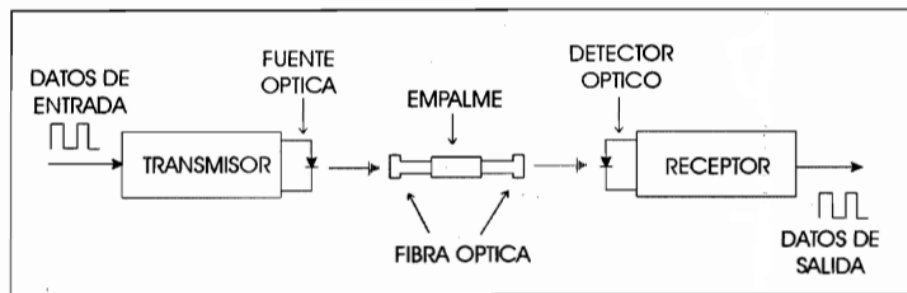 DATOS DE
ENTRADA
FUENTE
OPTICA
EMPALME
DETECTOR
OPTICO
TRANSMISOR
RECEPTOR
FIBRA OPTICA
DATOS DE
SALIDA